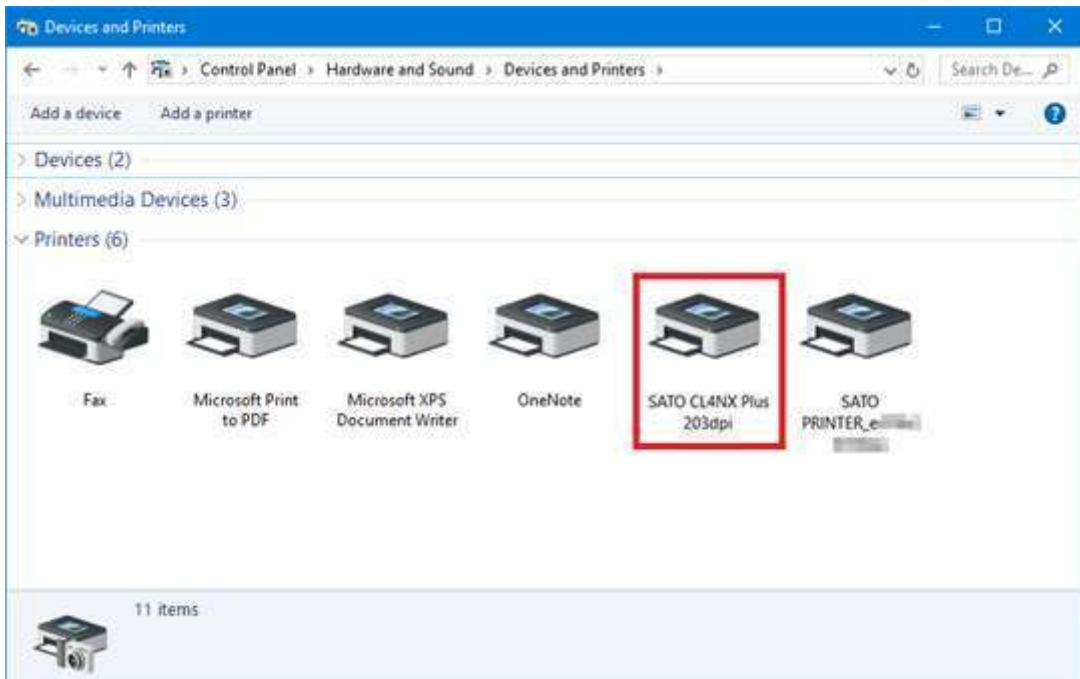 Devices and Printers
Control Panel › Hardware and Sound › Devices and Printers ›
Search De...
Add a device Add a printer
Devices (2)
Multimedia Devices (3)
Printers (6)
Fax
Microsoft Print
to PDF
Microsoft XPS
Document Writer
OneNote
SATO CL4NX Plus
203dpi
SATO
PRINTER_e
11 items